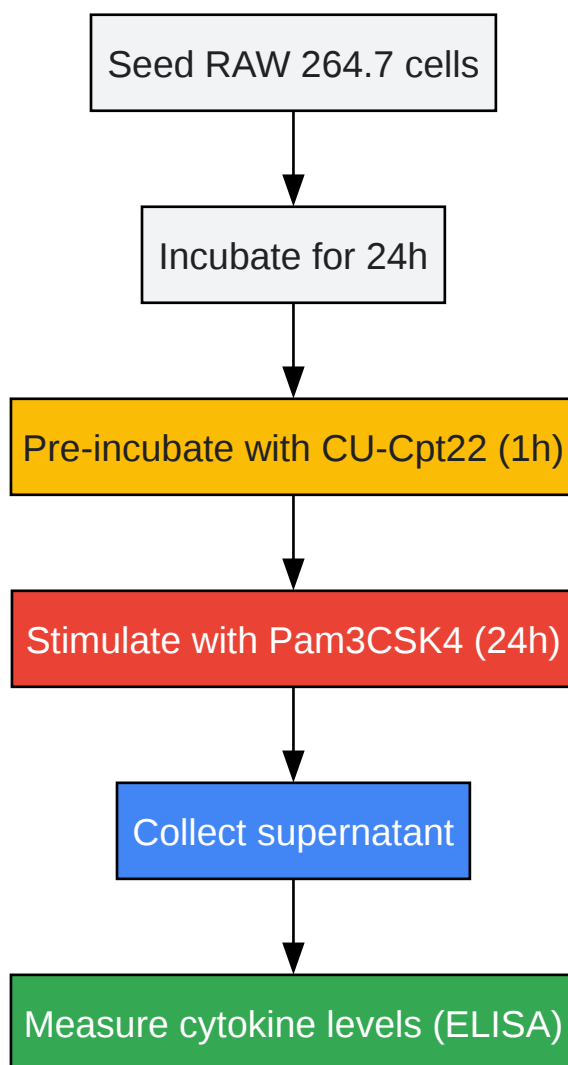 Seed RAW 264.7 cells
Incubate for 24h
Pre-incubate with CU-Cpt22 (1h)
Stimulate with Pam3CSK4 (24h)
Collect supernatant
Measure cytokine levels (ELISA)